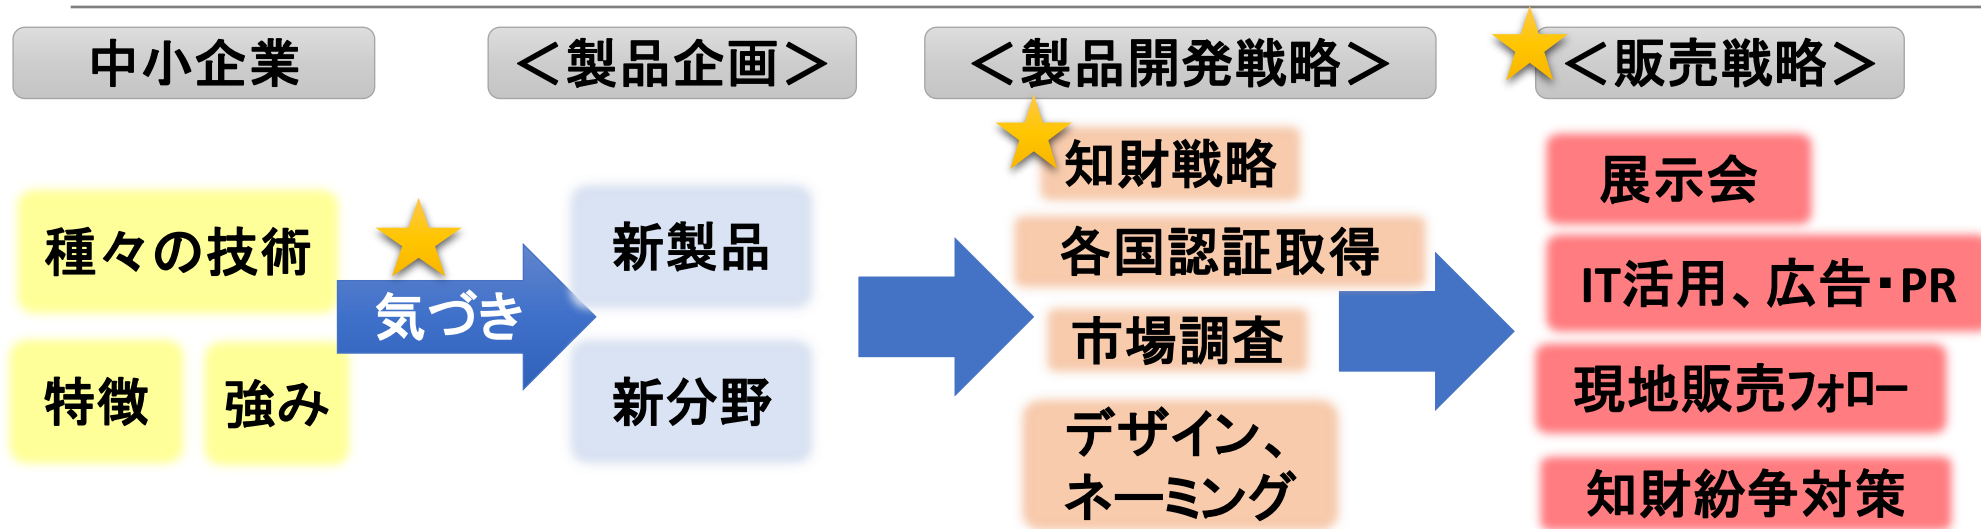 中小企業
＜製品企画＞
＜製品開発戦略＞
＜販売戦略＞
種々の技術
特徴
強み
気づき
新製品
新分野
知財戦略
各国認証取得
市場調査
デザイン、
ネーミング
展示会
IT活用、広告・PR
現地販売フォロー
知財紛争対策